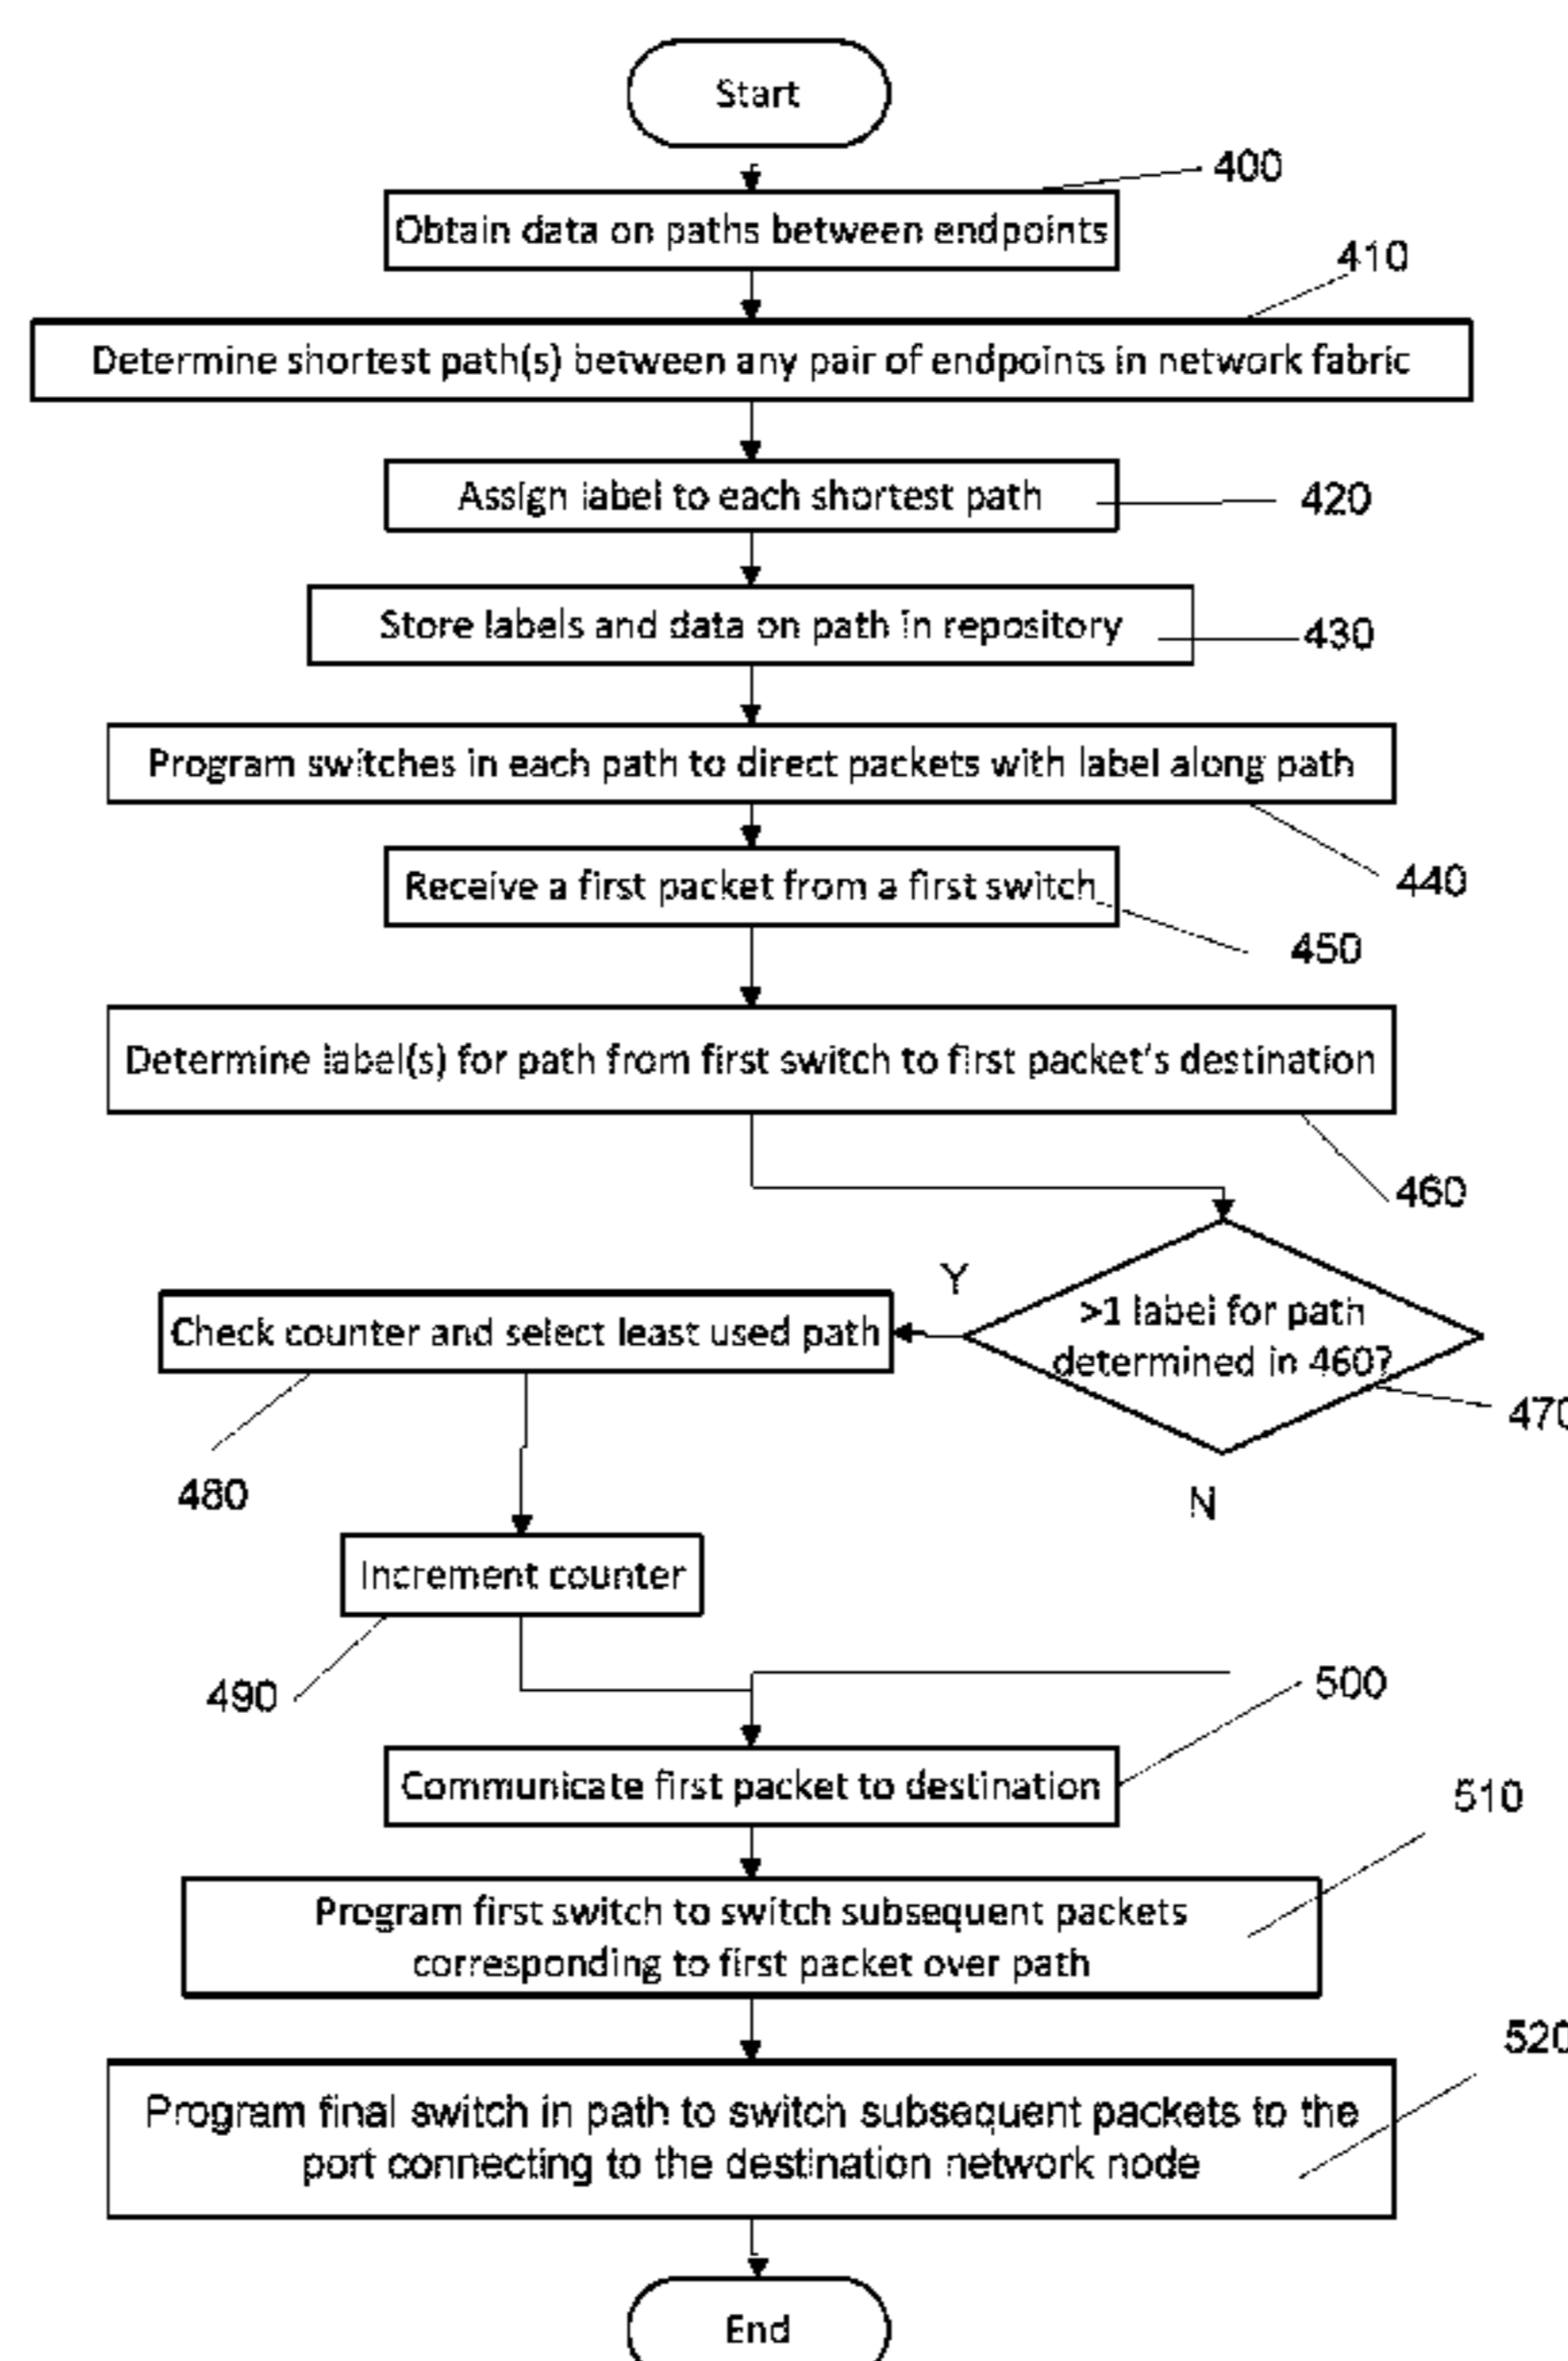 Start
400
Obtain data on paths between endpoints
410
Determine shortest path(s) between any pair of endpoints in network fabric
Assign label to each shortest path
420
Store labels and data on path in repository
430
Program switches in each path to direct packets with label along path
440
Receive a first packet from a first switch
450
Determine label(s) for path from first switch to first packet's destination
460
Y
>1 label for path
determined in 460?
470
Check counter and select least used path
480
N
Increment counter
490
500
Communicate first packet to destination
510
Program first switch to switch subsequent packets
corresponding to first packet over path
520
Program final switch in path to switch subsequent packets to the
port connecting to the destination network node
End